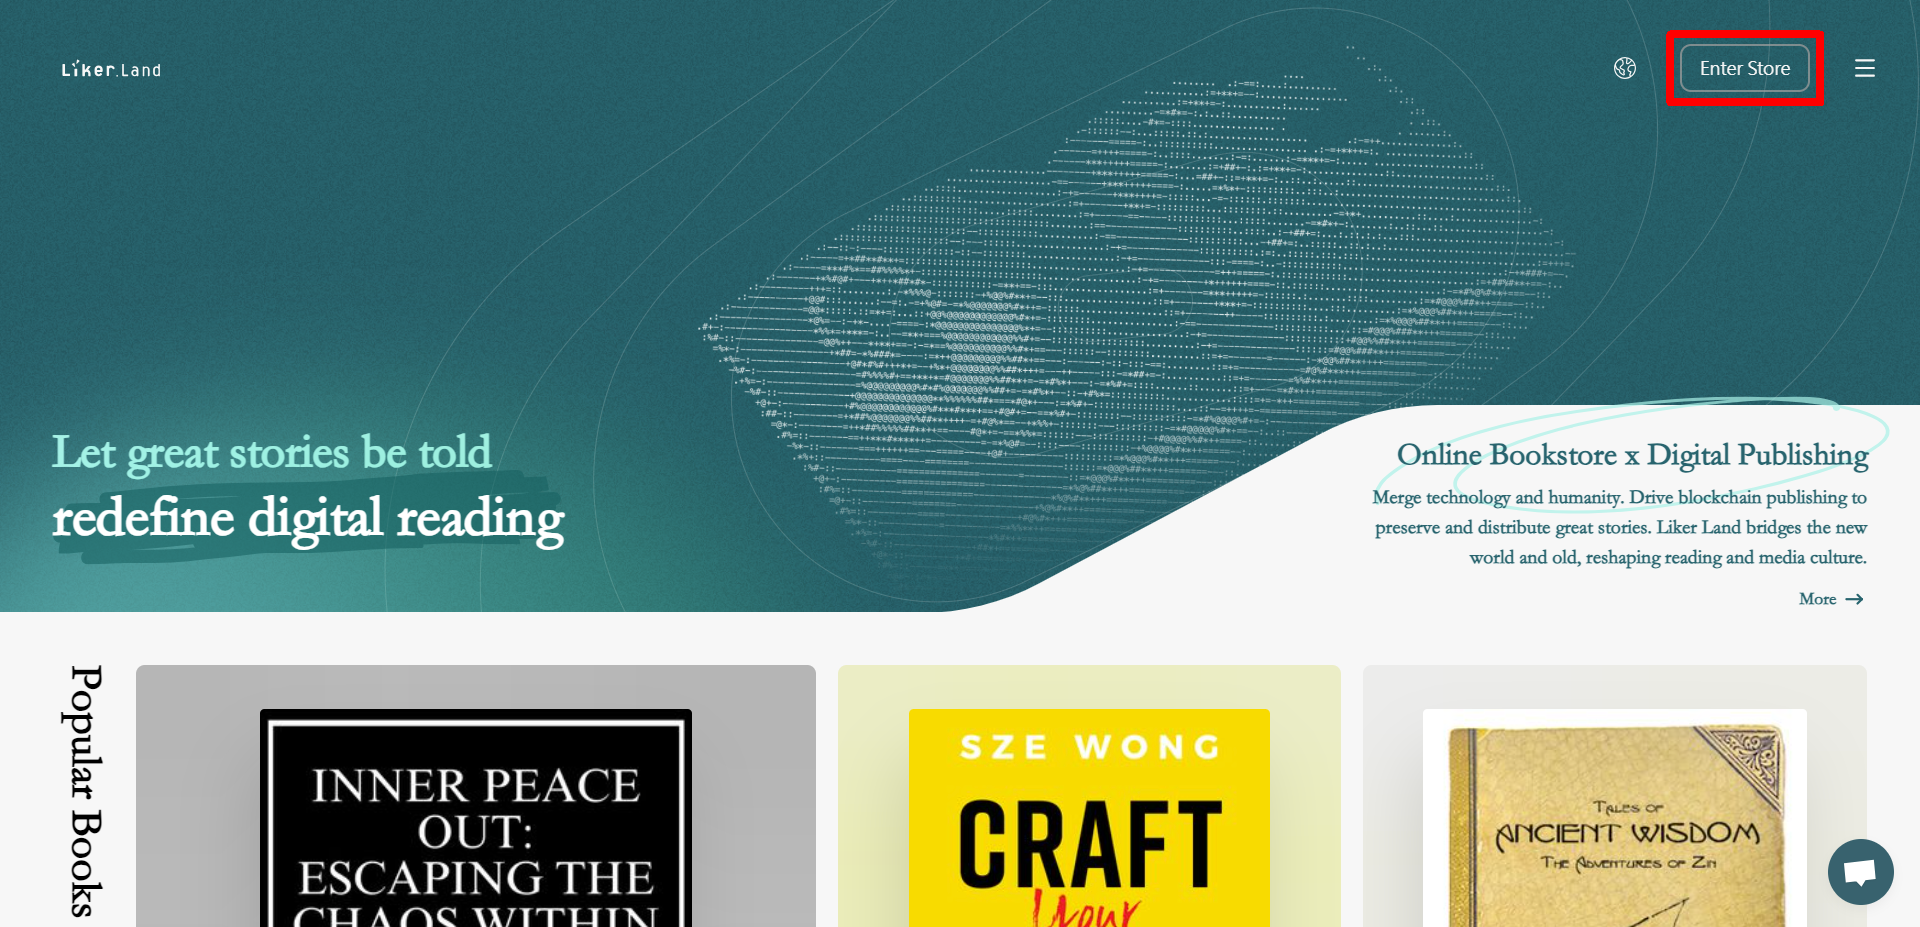 Liker.Land
Enter Store
Let great stories be told
redefine digital reading
Online Bookstore x Digital Publishing
Merge technology and humanity. Drive blockchain publishing to
preserve and distribute great stories. Liker Land bridges the new
world and old, reshaping reading and media culture.
More →
Popular Books
INNER PEACE
OUT:
ESCAPING THE
CHAOS WITHIN
SZE WONG
CRAFT
Your
TALES OF
ANCIENT WISDOM
THE ADVENTURES OF ZIN